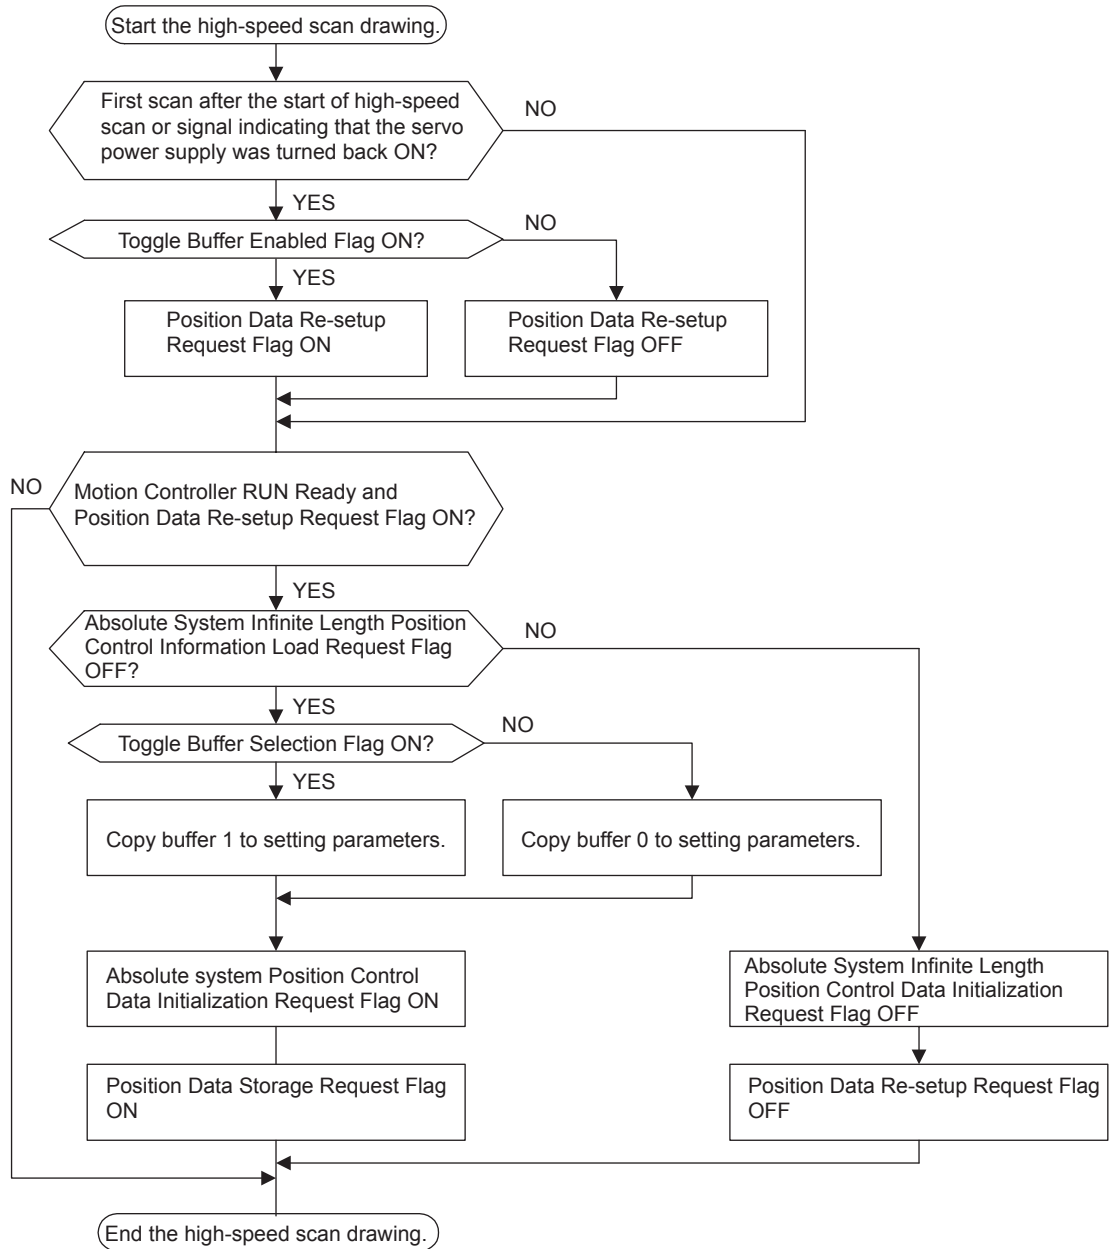 Start the high-speed scan drawing.
First scan after the start of high-speed
scan or signal indicating that the servo
power supply was turned back ON?
NO
YES
NO
Toggle Buffer Enabled Flag ON?
YES
Position Data Re-setup
Request Flag ON
Position Data Re-setup
Request Flag OFF
NO
Motion Controller RUN Ready and
Position Data Re-setup Request Flag ON?
YES
Absolute System Infinite Length Position
Control Information Load Request Flag
OFF?
NO
YES
NO
Toggle Buffer Selection Flag ON?
YES
Copy buffer 1 to setting parameters.
Copy buffer 0 to setting parameters.
Absolute system Position Control
Data Initialization Request Flag ON
Absolute System Infinite Length
Position Control Data Initialization
Request Flag OFF
Position Data Storage Request Flag
ON
Position Data Re-setup Request Flag
OFF
End the high-speed scan drawing.